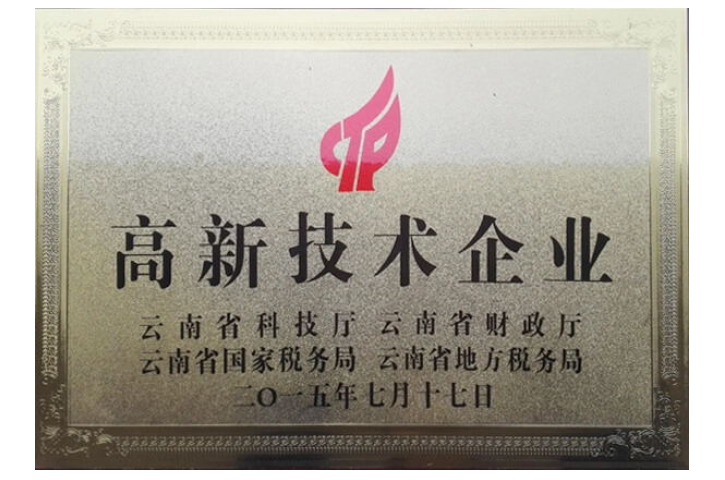 CTP
高新技术企业
云南省科技厅 云南省财政厅
云南省国家税务局 云南省地方税务局
二〇一五年七月十七日